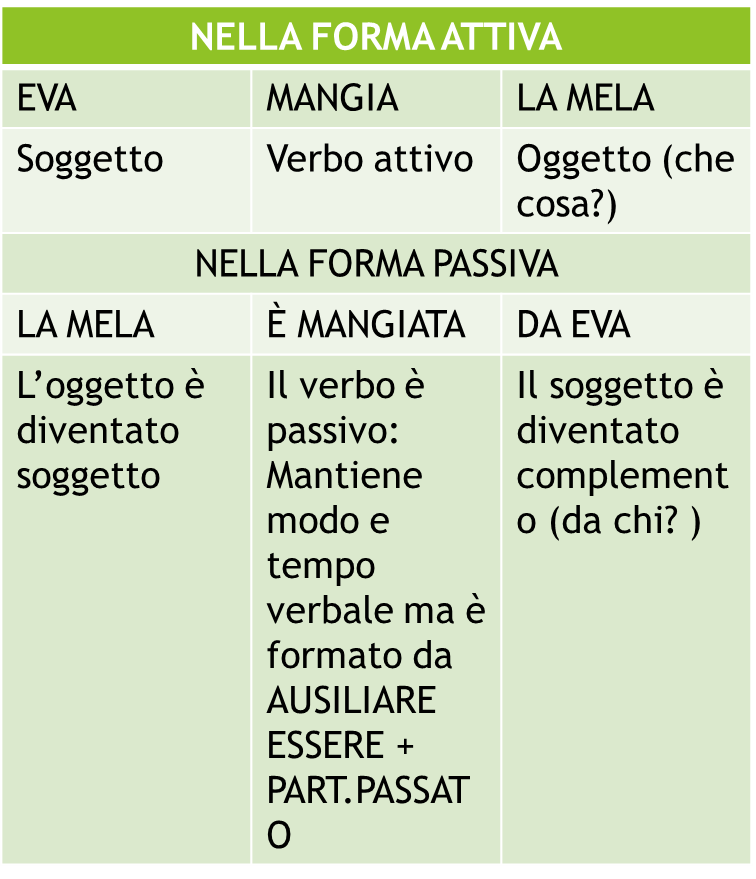 NELLA FORMA ATTIVA
EVA
MANGIA
LA MELA
Soggetto
Verbo attivo
Oggetto (che
cosa?)
NELLA FORMA PASSIVA
LA MELA
È MANGIATA
DA EVA
L’oggetto è
diventato
soggetto
Il verbo è
passivo:
Mantiene
modo e
tempo
verbale ma è
formato da
AUSILIARE
ESSERE +
PART.PASSAT
O
Il soggetto è
diventato
complement
o (da chi? )